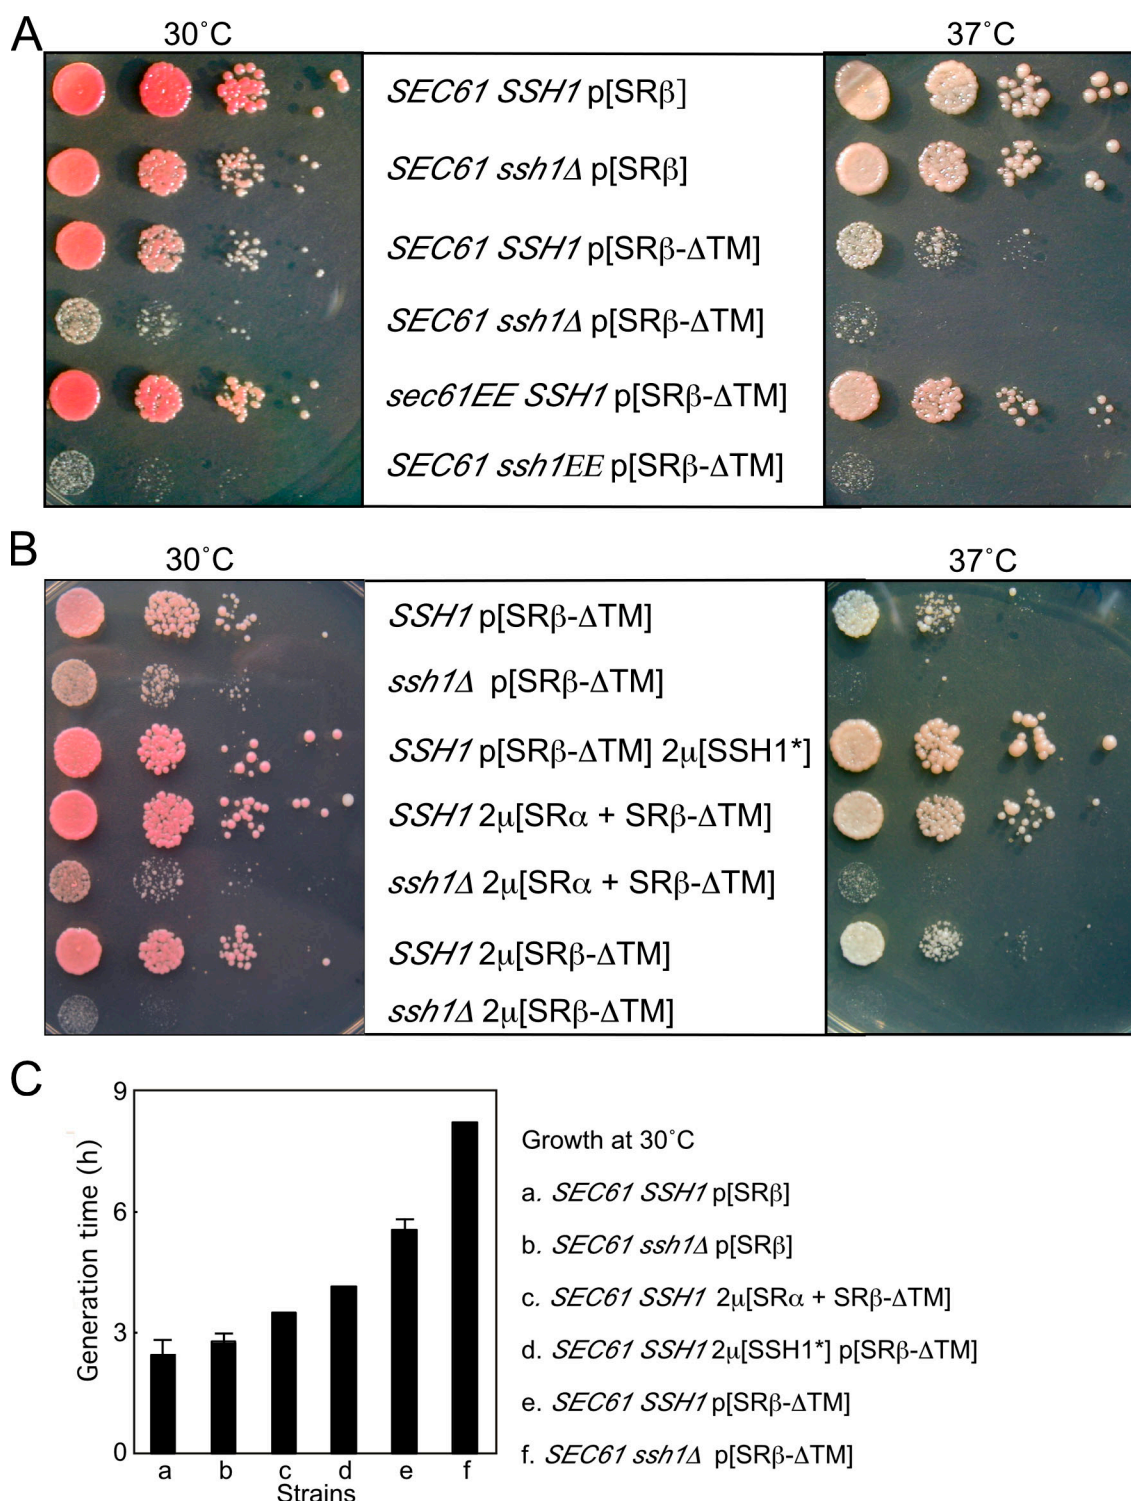 A
30˚C
37˚C
SEC61 SSH1 p[SRβ]
SEC61 ssh1Δ p[SRβ]
SEC61 SSH1 p[SRβ-ΔTM]
SEC61 ssh1Δ p[SRβ-ΔTM]
sec61EE SSH1 p[SRβ-ΔTM]
SEC61 ssh1EE p[SRβ-ΔTM]
B
30˚C
37˚C
SSH1 p[SRβ-ΔTM]
ssh1Δ p[SRβ-ΔTM]
SSH1 p[SRβ-ΔTM] 2μ[SSH1*]
SSH1 2μ[SRα + SRβ-ΔTM]
ssh1Δ 2μ[SRα + SRβ-ΔTM]
SSH1 2μ[SRβ-ΔTM]
ssh1Δ 2μ[SRβ-ΔTM]
C
Generation time (h)
9
6
3
0
a b c d e f
Strains
Growth at 30˚C
a. SEC61 SSH1 p[SRβ]
b. SEC61 ssh1Δ p[SRβ]
c. SEC61 SSH1 2μ[SRα + SRβ-ΔTM]
d. SEC61 SSH1 2μ[SSH1*] p[SRβ-ΔTM]
e. SEC61 SSH1 p[SRβ-ΔTM]
f. SEC61 ssh1Δ p[SRβ-ΔTM]